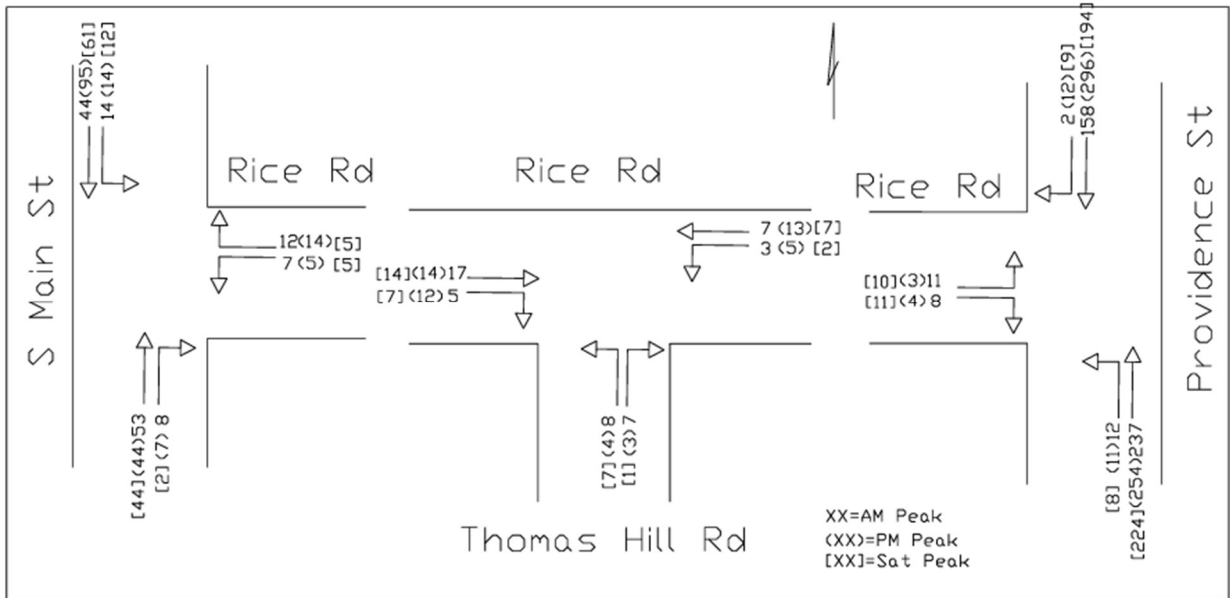 44(95)[61]
14(14)[12]
S Main St
Rice Rd
Rice Rd
Rice Rd
2(12)[9]
158(296)[194]
Providence St
12(14)[5]
7(5) [5]
[14](14)17
[7](12)5
7 (13)[7]
3 (5) [2]
[10](3)11
[11](4)8
[44](44)53
[2](7) 8
[7](4)8
[1](3)7
[8] (11)12
[224](254)237
Thomas Hill Rd
XX=AM Peak
(XX)=PM Peak
[XX]=Sat Peak